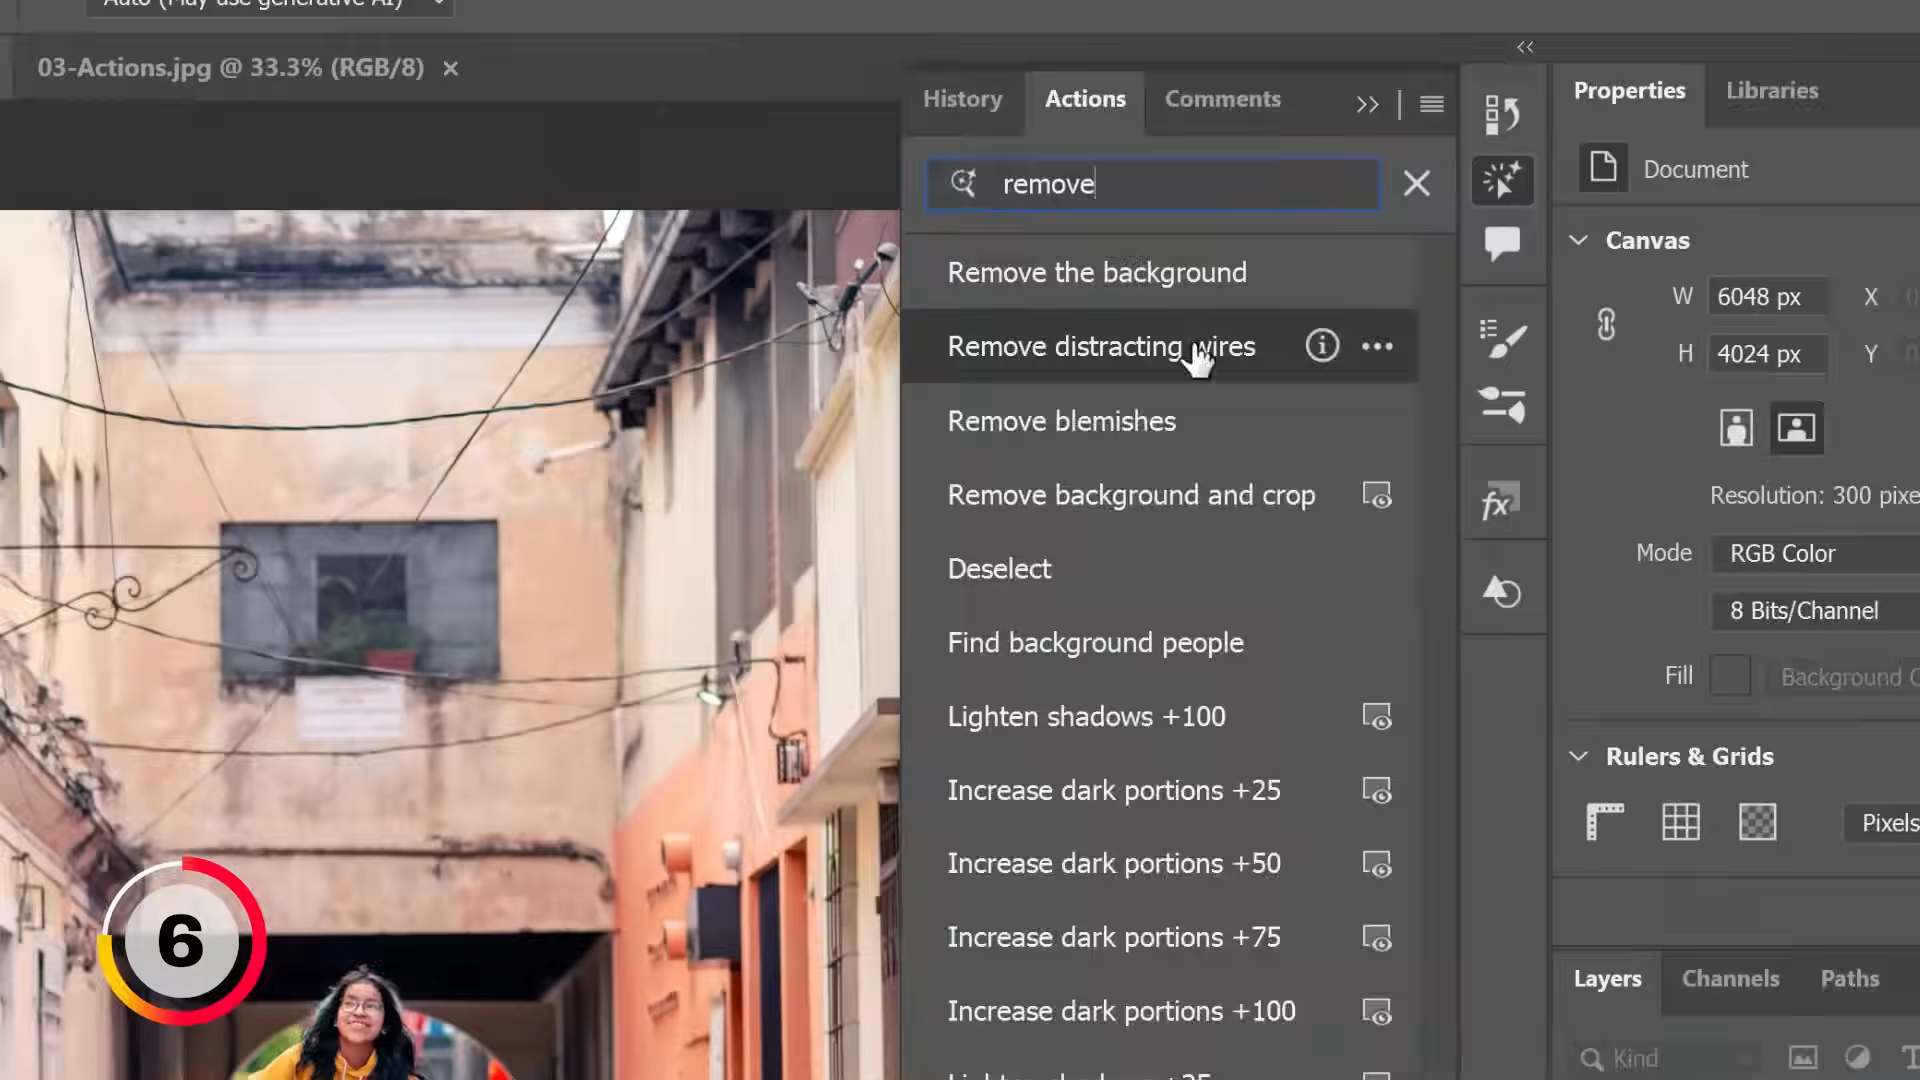 Auto (May use generative AI)
03-Actions.jpg @ 33.3% (RGB/8)
History
Actions
Comments
Properties
Libraries
remove
Document
Remove the background
Canvas
W
6048 px
X
Remove distracting wires
H
4024 px
Y
Remove blemishes
Remove background and crop
Resolution: 300 pixe
Mode
RGB Color
Deselect
8 Bits/Channel
Find background people
Fill
Background C
Lighten shadows +100
Rulers & Grids
Increase dark portions +25
Pixels
Increase dark portions +50
6
Increase dark portions +75
Layers
Channels
Paths
Increase dark portions +100
Kind